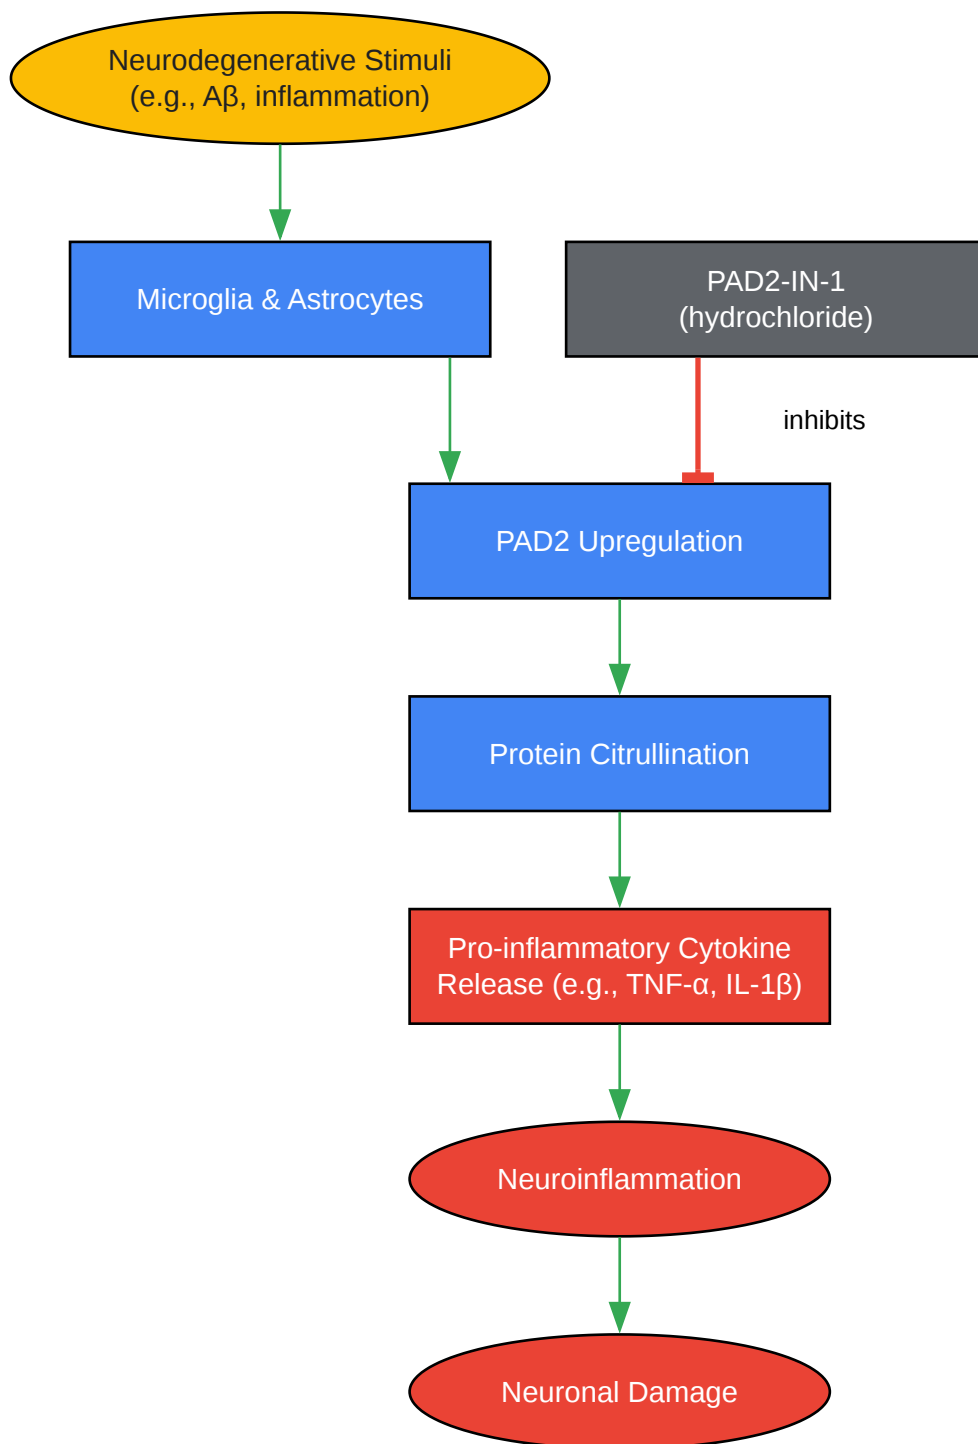 Neurodegenerative Stimuli
(e.g., Aβ, inflammation)
Microglia & Astrocytes
PAD2-IN-1
(hydrochloride)
inhibits
PAD2 Upregulation
Protein Citrullination
Pro-inflammatory Cytokine
Release (e.g., TNF-α, IL-1β)
Neuroinflammation
Neuronal Damage